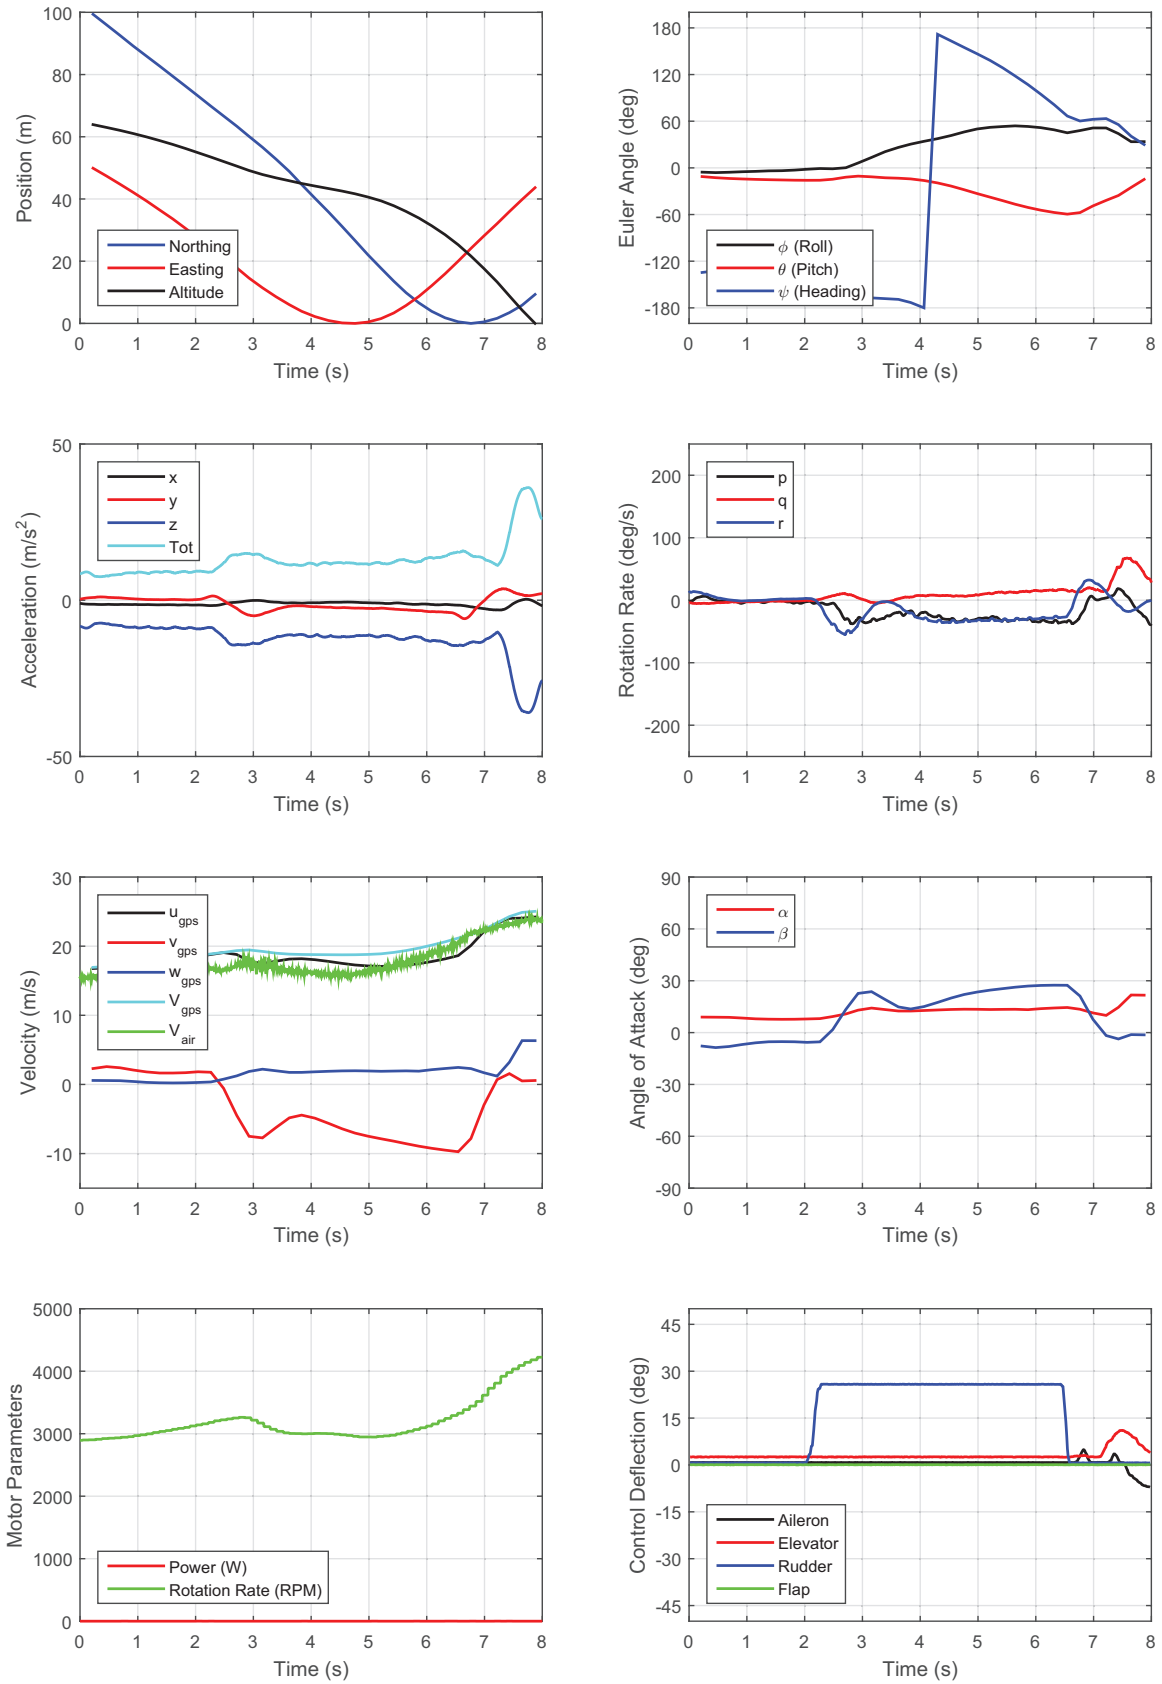 Position (m)
100
80
60
40
20
0
Northing
Easting
Altitude
0 1 2 3 4 5 6 7 8
Time (s)
Euler Angle (deg)
180
120
60
0
-60
-120
-180
ϕ (Roll)
θ (Pitch)
ψ (Heading)
0 1 2 3 4 5 6 7 8
Time (s)
Acceleration (m/s²)
50
0
-50
x
y
z
Tot
0 1 2 3 4 5 6 7 8
Time (s)
Rotation Rate (deg/s)
200
100
0
-100
-200
p
q
r
0 1 2 3 4 5 6 7 8
Time (s)
Velocity (m/s)
30
20
10
0
-10
u_gps
v_gps
w_gps
V_gps
V_air
0 1 2 3 4 5 6 7 8
Time (s)
Angle of Attack (deg)
90
60
30
0
-30
-60
-90
α
β
0 1 2 3 4 5 6 7 8
Time (s)
Motor Parameters
5000
4000
3000
2000
1000
0
Power (W)
Rotation Rate (RPM)
0 1 2 3 4 5 6 7 8
Time (s)
Control Deflection (deg)
45
30
15
0
-15
-30
-45
Aileron
Elevator
Rudder
Flap
0 1 2 3 4 5 6 7 8
Time (s)